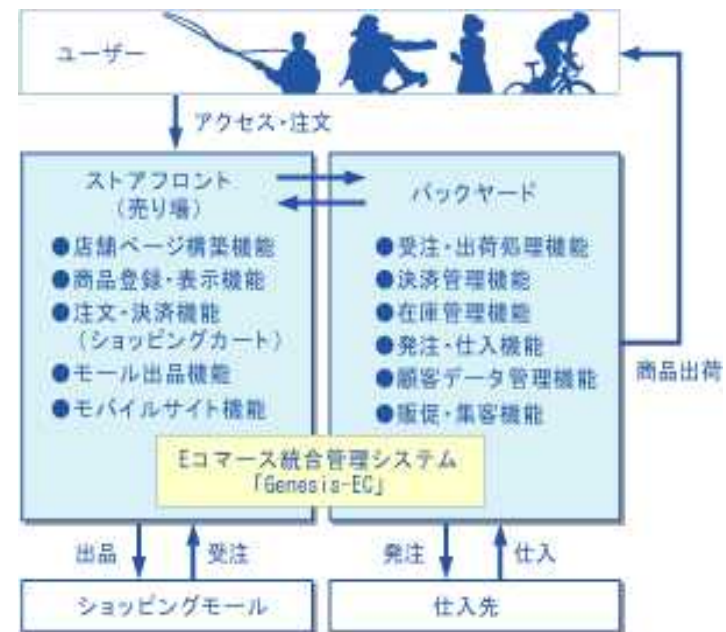 ユーザー
アクセス・注文
ストアフロント
(売り場)
●店舗ページ構築機能
●商品登録・表示機能
●注文・決済機能
(ショッピングカート)
●モール出品機能
●モバイルサイト機能
バックヤード
●受注・出荷処理機能
●決済管理機能
●在庫管理機能
●発注・仕入機能
●顧客データ管理機能
●販促・集客機能
商品出荷
Eコマース統合管理システム
「Genesis-EC」
出品
受注
発注
仕入
ショッピングモール
仕入先